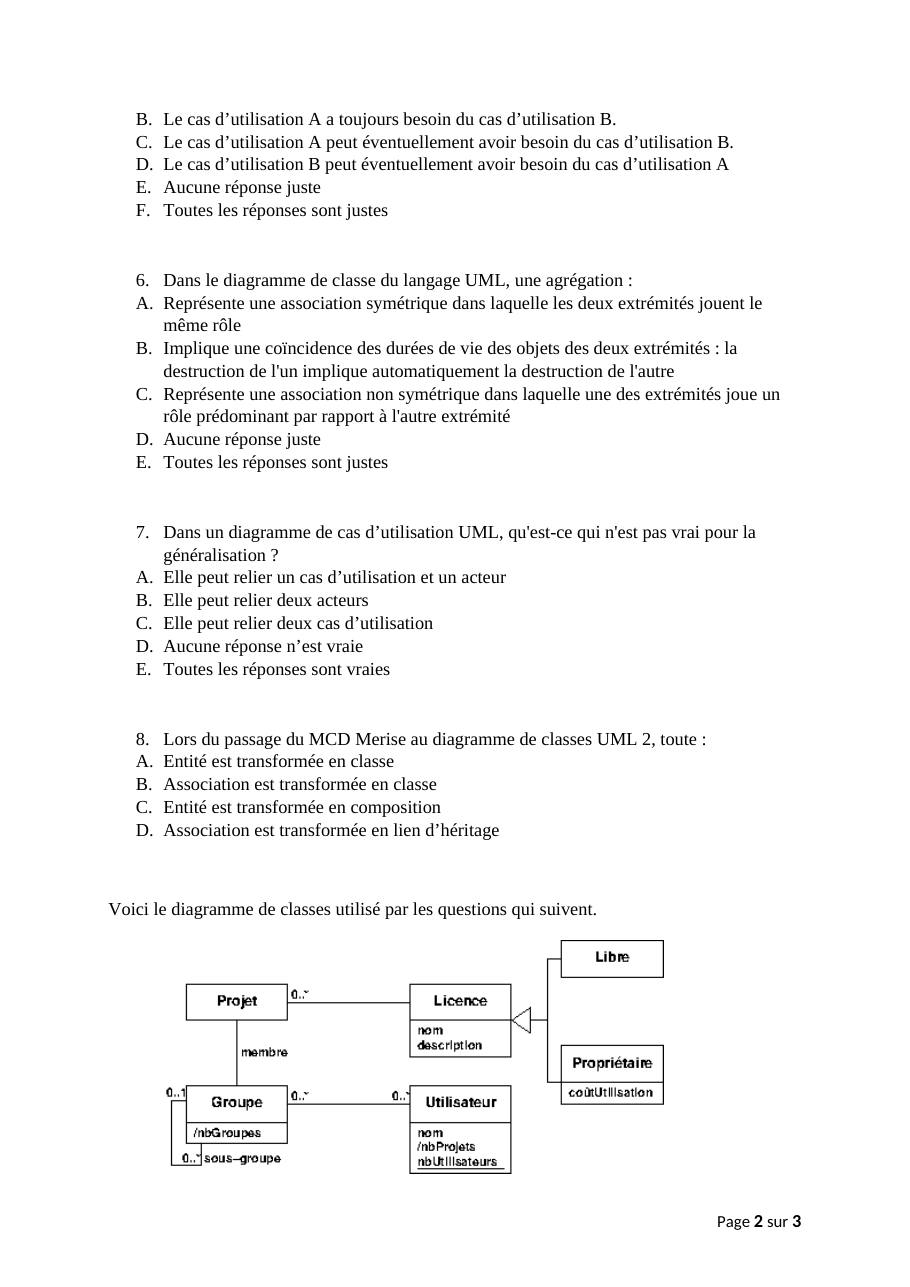 B. Le cas d’utilisation A a toujours besoin du cas d’utilisation B.
C. Le cas d’utilisation A peut éventuellement avoir besoin du cas d’utilisation B.
D. Le cas d’utilisation B peut éventuellement avoir besoin du cas d’utilisation A
E. Aucune réponse juste
F. Toutes les réponses sont justes
6. Dans le diagramme de classe du langage UML, une agrégation :
A. Représente une association symétrique dans laquelle les deux extrémités jouent le
même rôle
B. Implique une coïncidence des durées de vie des objets des deux extrémités : la
destruction de l'un implique automatiquement la destruction de l'autre
C. Représente une association non symétrique dans laquelle une des extrémités joue un
rôle prédominant par rapport à l'autre extrémité
D. Aucune réponse juste
E. Toutes les réponses sont justes
7. Dans un diagramme de cas d’utilisation UML, qu'est-ce qui n'est pas vrai pour la
généralisation ?
A. Elle peut relier un cas d’utilisation et un acteur
B. Elle peut relier deux acteurs
C. Elle peut relier deux cas d’utilisation
D. Aucune réponse n’est vraie
E. Toutes les réponses sont vraies
8. Lors du passage du MCD Merise au diagramme de classes UML 2, toute :
A. Entité est transformée en classe
B. Association est transformée en classe
C. Entité est transformée en composition
D. Association est transformée en lien d’héritage
Voici le diagramme de classes utilisé par les questions qui suivent.
Libre
Projet
0..*
Licence
nom
description
membre
Propriétaire
coûtUtilisation
0..1
Groupe
0..*
0..*
Utilisateur
/nbGroupes
nom
/nbProjets
nbUtilisateurs
0..* sous-groupe
Page 2 sur 3